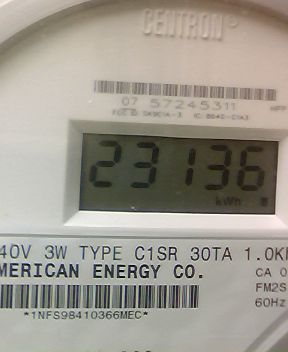 CENTRON®
07 57245311
23136
kWh
40V 3W TYPE C1SR 30TA 1.0K
MERICAN ENERGY CO.
CA 0
FM2S
60Hz
*1NFS98410366MEC*